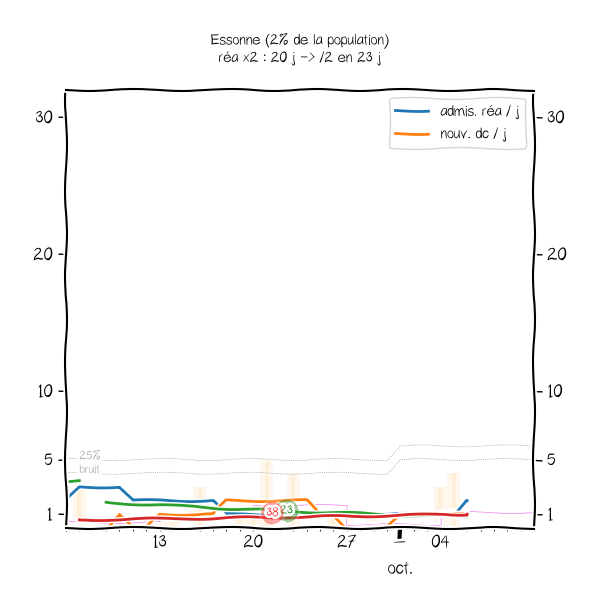 Essonne (2% de la population)
réa x2 : 20 j -> /2 en 23 j
admis. réa / j
nouv. dc / j
30
30
20
20
10
10
25%
5
5
bruit
38
23
1
1
13
20
27
04
oct.